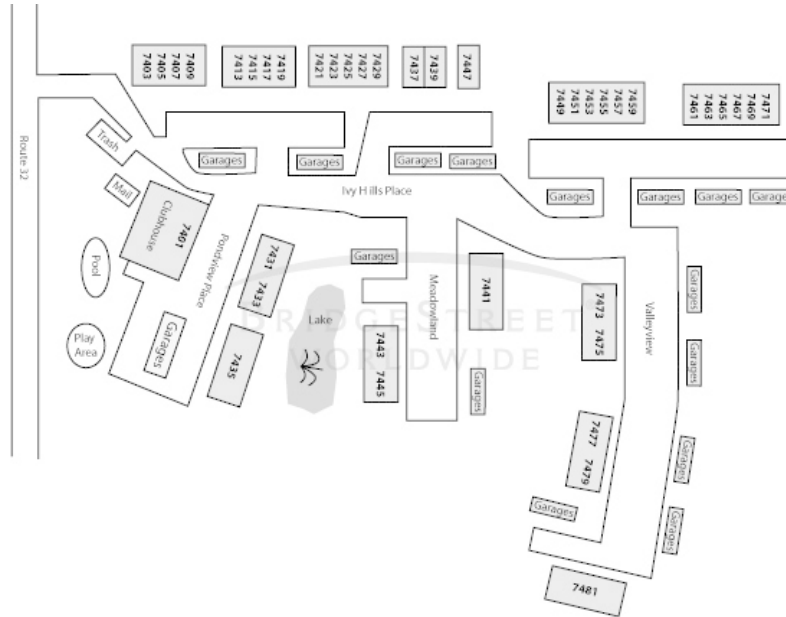 7409
7407
7405
7403
7419
7417
7415
7413
7429
7427
7425
7423
7421
7439
7437
7447
7459
7457
7455
7453
7451
7449
7471
7469
7467
7465
7463
7461
Route 32
Trash
Garages
Garages
Garages
Garages
Ivy Hills Place
Garages
Garages
Garages
Garages
Mail
Clubhouse
7401
Pool
Pondview Place
7431 7433
Garages
Meadowland
7441
Garages
Lake
7473 7475
Valleyview
BRIDGESTREET
WORLDWIDE
Play
Area
Garages
7435
7443 7445
Garages
Garages
7477 7479
Garages
Garages
Garages
7481